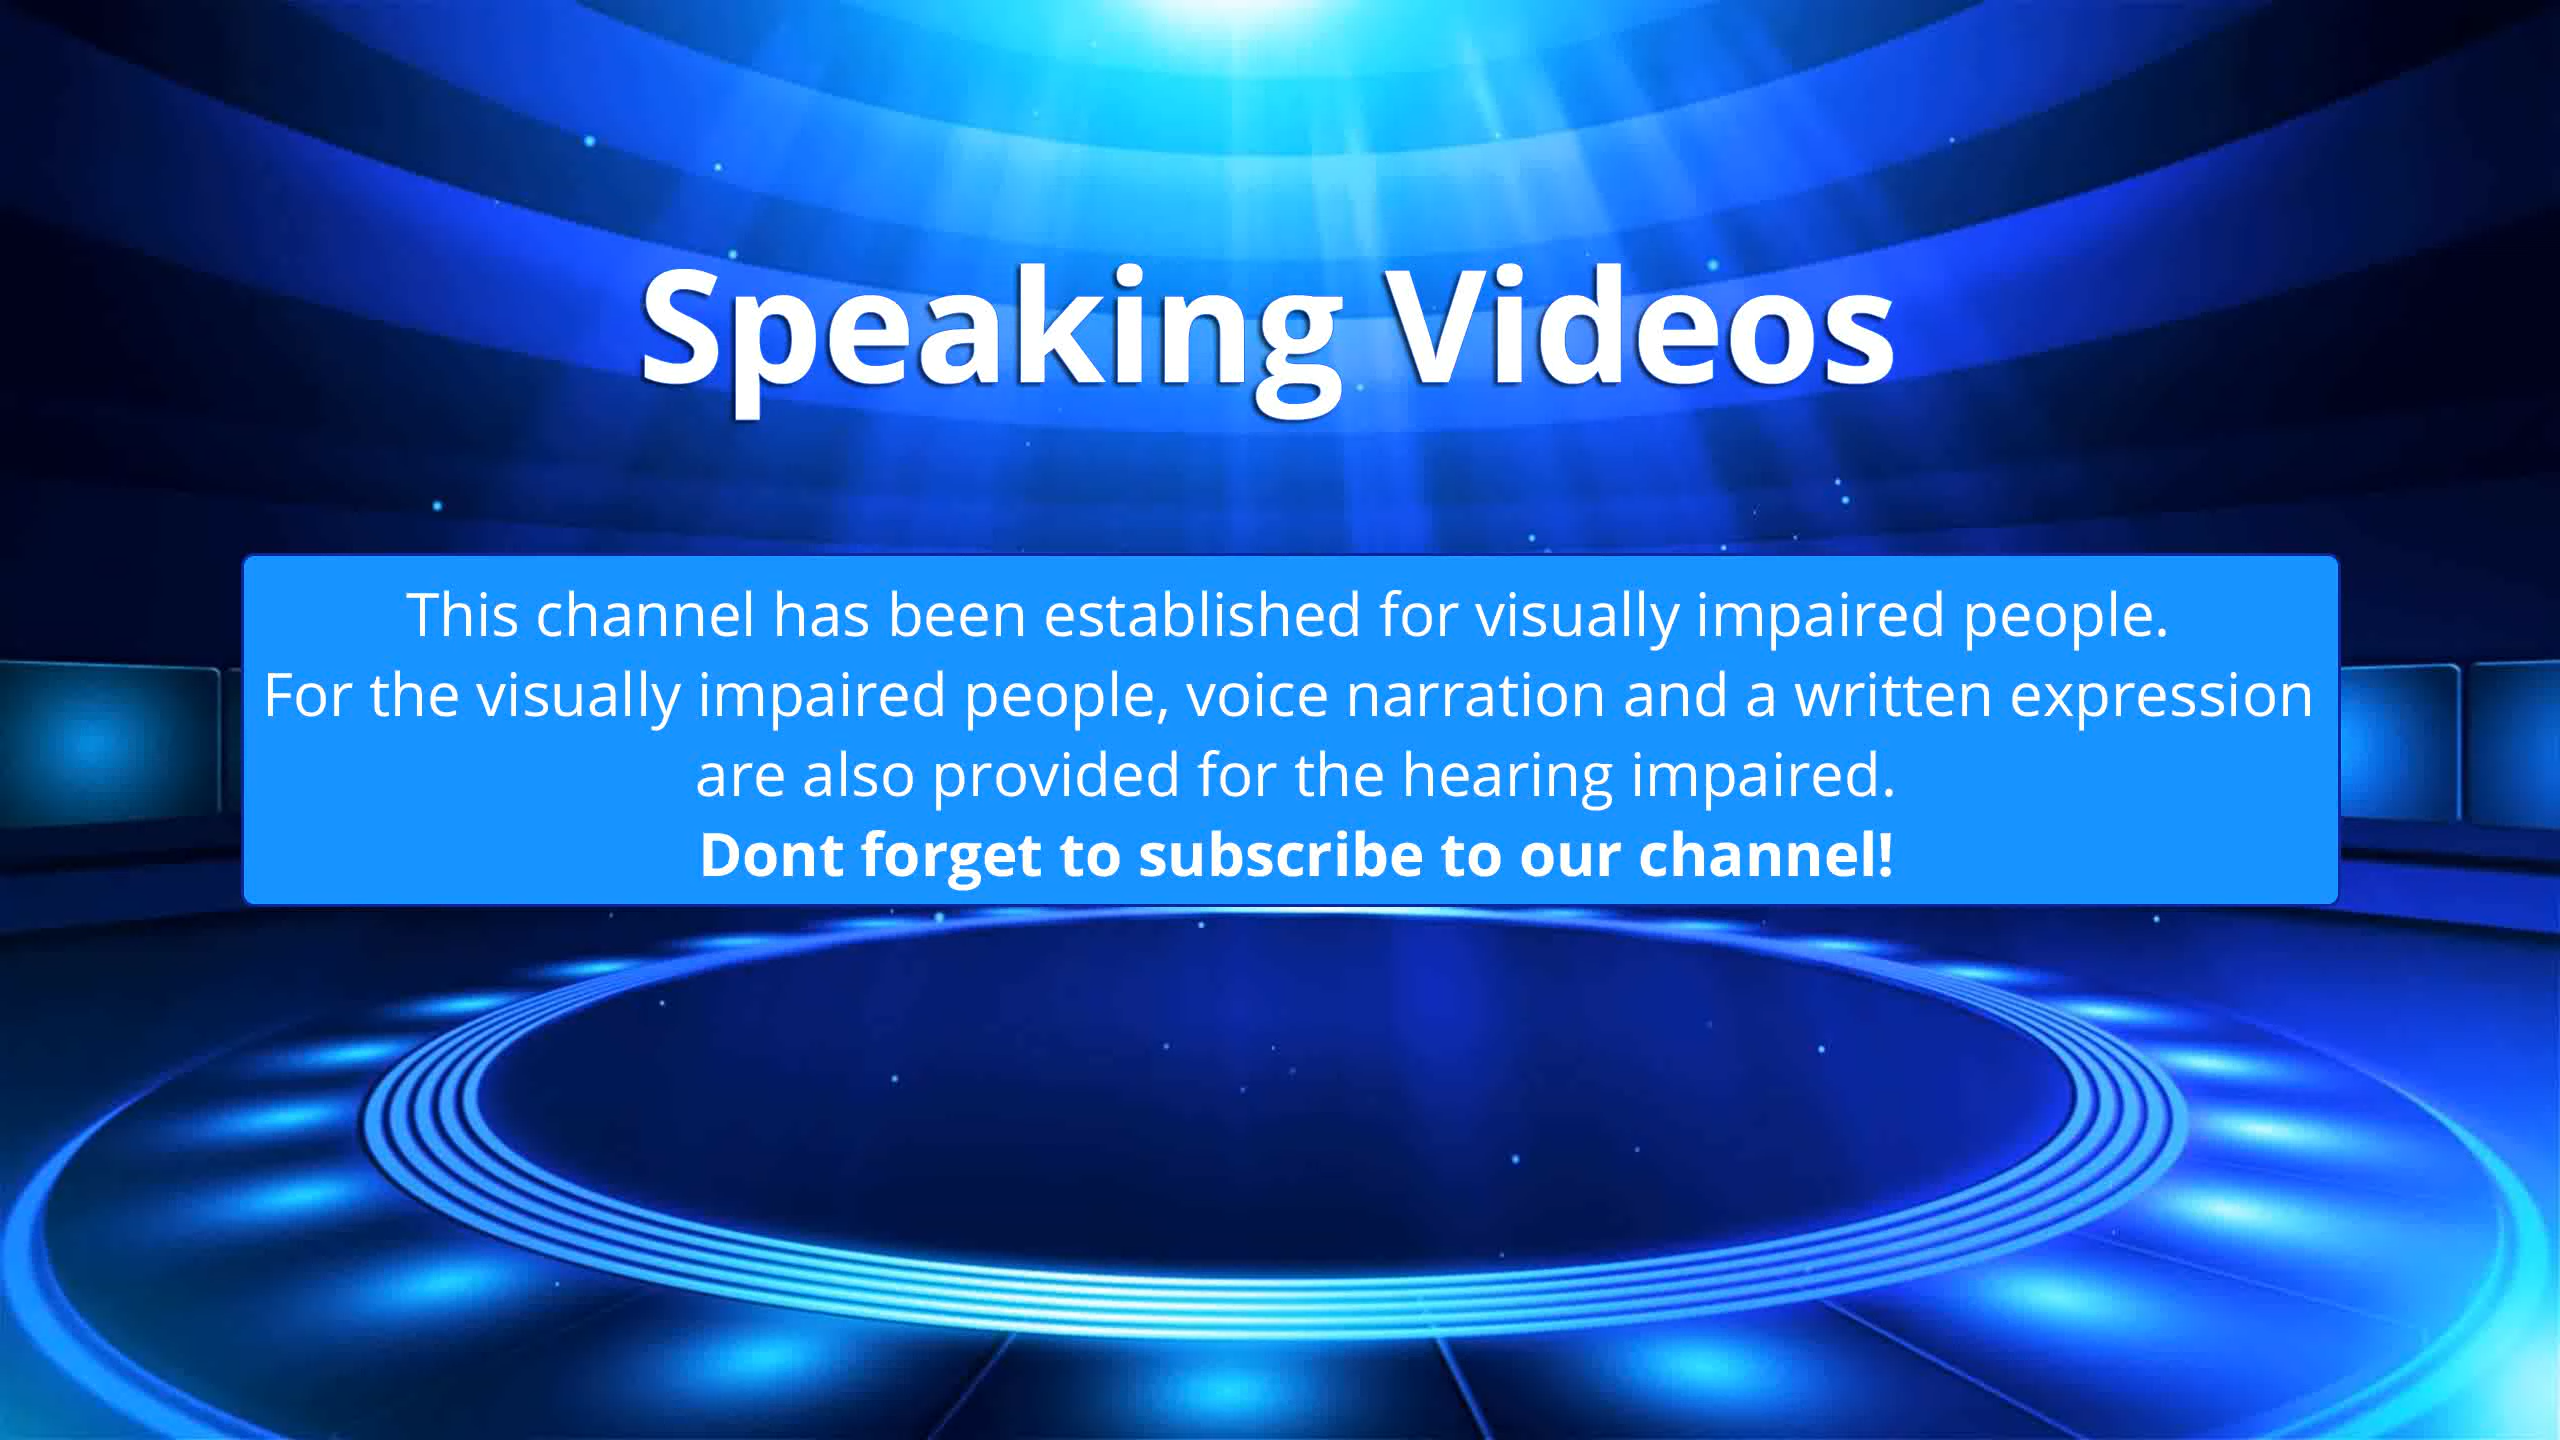 Speaking Videos
This channel has been established for visually impaired people.
For the visually impaired people, voice narration and a written expression
are also provided for the hearing impaired.
Dont forget to subscribe to our channel!